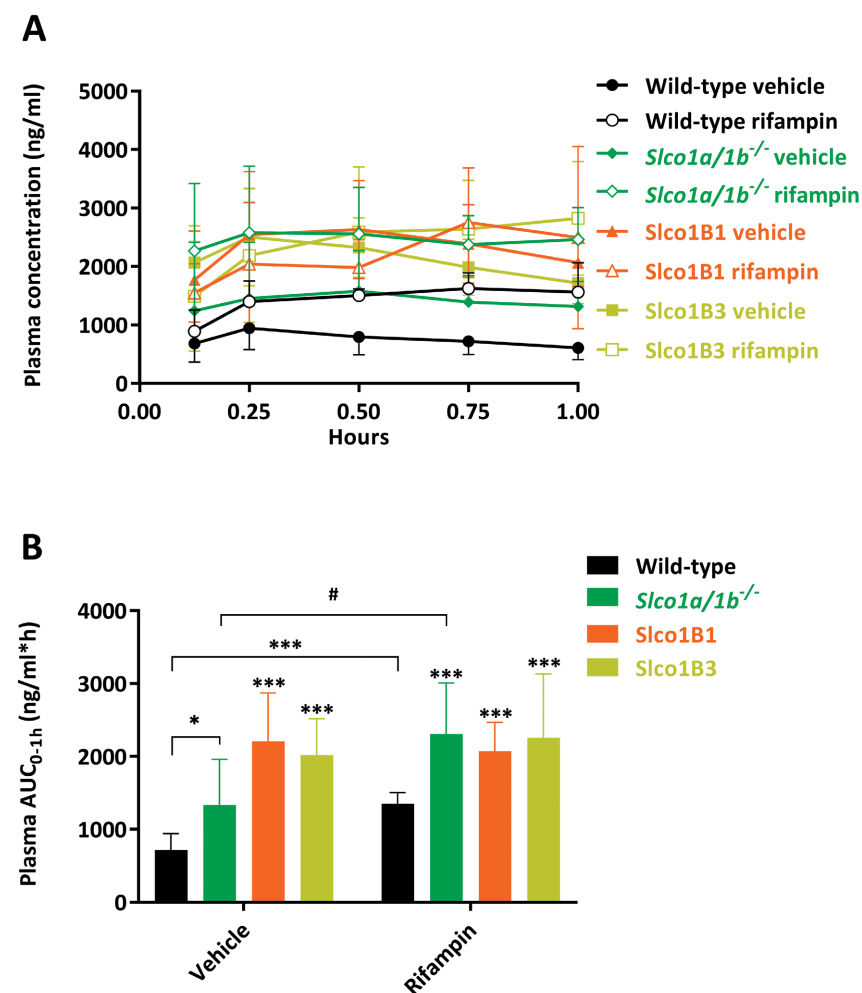 A
Plasma concentration (ng/ml)
5000
4000
3000
2000
1000
0
0.00 0.25 0.50 0.75 1.00
Hours
Wild-type vehicle
Wild-type rifampin
Slco1a/1b-/- vehicle
Slco1a/1b-/- rifampin
Slco1B1 vehicle
Slco1B1 rifampin
Slco1B3 vehicle
Slco1B3 rifampin
B
Plasma AUC0-1h (ng/ml*h)
4000
3000
2000
1000
0
#
***
*
***
***
***
***
***
Vehicle
Rifampin
Wild-type
Slco1a/1b-/-
Slco1B1
Slco1B3